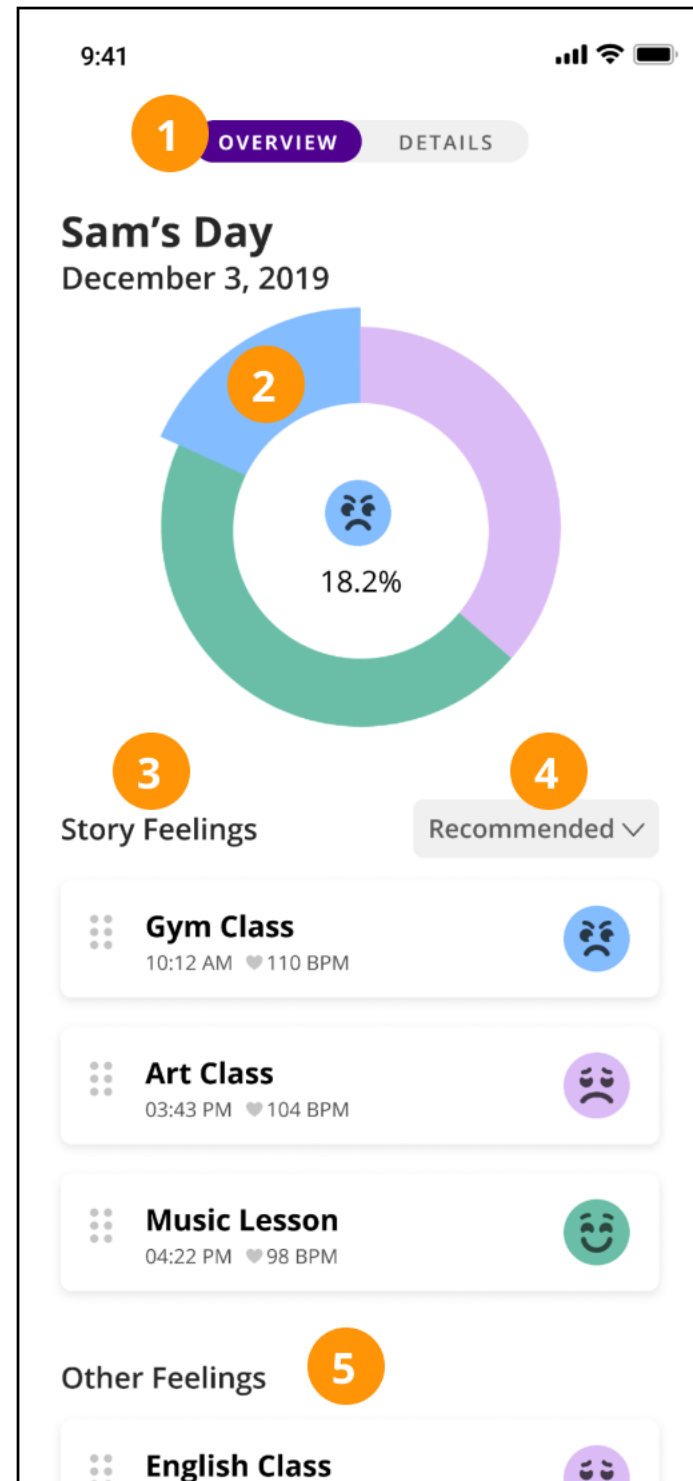 9:41
1
OVERVIEW DETAILS
Sam's Day
December 3, 2019
2
18.2%
3
4
Story Feelings
Recommended
Gym Class
10:12 AM 110 BPM
Art Class
03:43 PM 104 BPM
Music Lesson
04:22 PM 98 BPM
Other Feelings
5
English Class